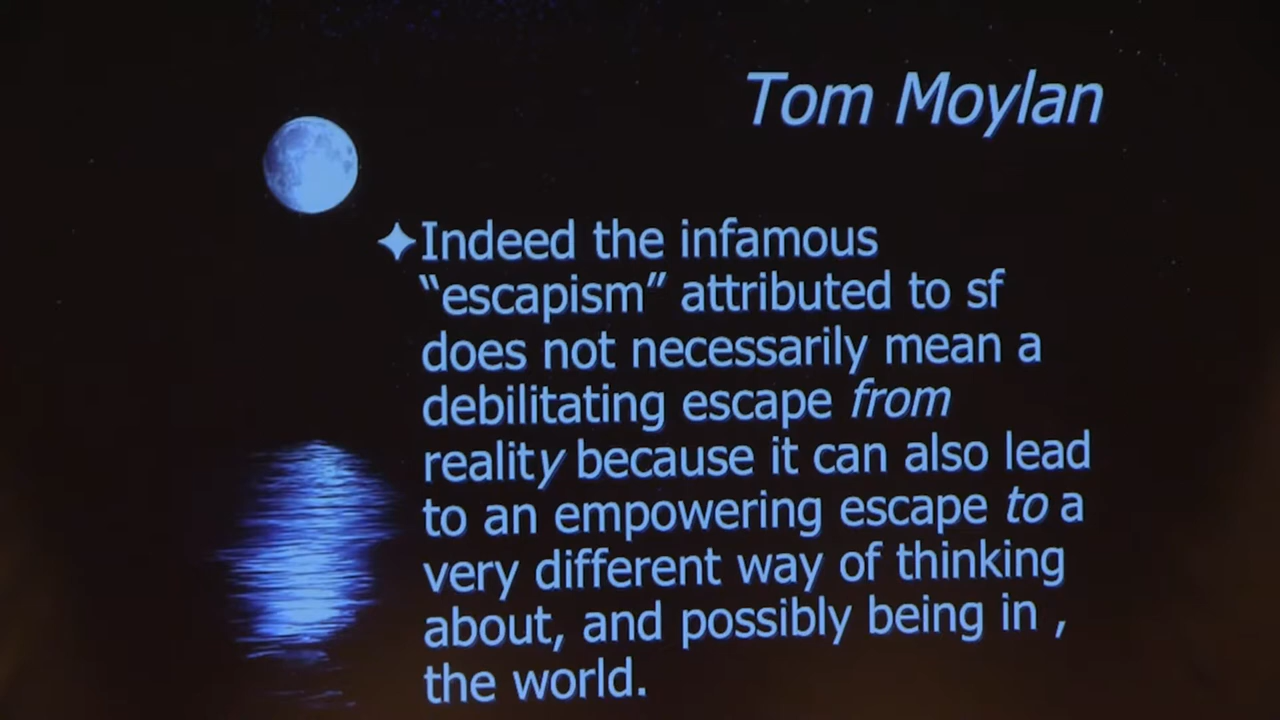 Tom Moylan
Indeed the infamous
“escapism” attributed to sf
does not necessarily mean a
debilitating escape from
reality because it can also lead
to an empowering escape to a
very different way of thinking
about, and possibly being in ,
the world.